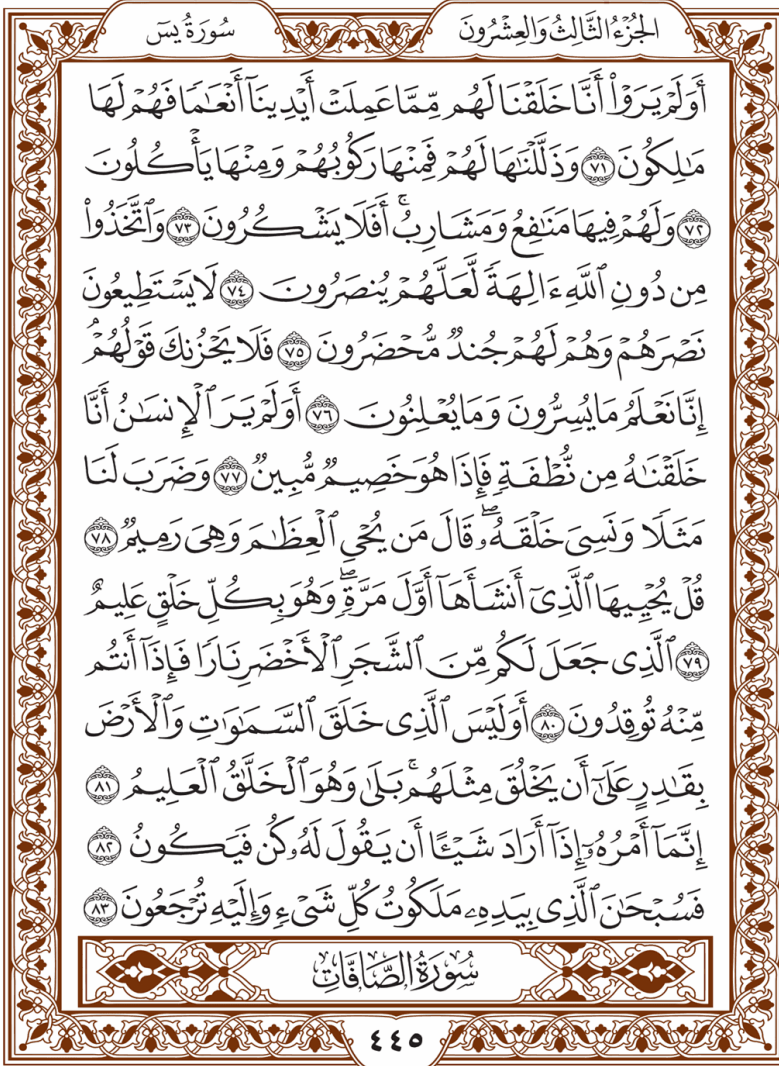 الجُزْءُ الثَّالِثُ وَالعِشْرُونَ
سُورَةُ يسٓ
أَوَلَمْ يَرَوْا۟ أَنَّا خَلَقْنَا لَهُم مِّمَّا عَمِلَتْ أَيْدِينَآ أَنْعَـٰمًا فَهُمْ لَهَا
مَـٰلِكُونَ ٧١ وَذَلَّلْنَـٰهَا لَهُمْ فَمِنْهَا رَكُوبُهُمْ وَمِنْهَا يَأْكُلُونَ
٧٢ وَلَهُمْ فِيهَا مَنَـٰفِعُ وَمَشَارِبُ ۚ أَفَلَا يَشْكُرُونَ ٧٣ وَٱتَّخَذُوا۟
مِن دُونِ ٱللَّهِ ءَالِهَةً لَّعَلَّهُمْ يُنصَرُونَ ٧٤ لَا يَسْتَطِيعُونَ
نَصْرَهُمْ وَهُمْ لَهُمْ جُندٌ مُّحْضَرُونَ ٧٥ فَلَا يَحْزُنكَ قَوْلُهُمْ ۘ
إِنَّا نَعْلَمُ مَا يُسِرُّونَ وَمَا يُعْلِنُونَ ٧٦ أَوَلَمْ يَرَ ٱلْإِنسَـٰنُ أَنَّا
خَلَقْنَـٰهُ مِن نُّطْفَةٍ فَإِذَا هُوَ خَصِيمٌ مُّبِينٌ ٧٧ وَضَرَبَ لَنَا
مَثَلًا وَنَسِىَ خَلْقَهُۥ ۖ قَالَ مَن يُحْىِ ٱلْعِظَـٰمَ وَهِىَ رَمِيمٌ ٧٨
قُلْ يُحْيِيهَا ٱلَّذِىٓ أَنشَأَهَآ أَوَّلَ مَرَّةٍ ۖ وَهُوَ بِكُلِّ خَلْقٍ عَلِيمٌ
٧٩ ٱلَّذِى جَعَلَ لَكُم مِّنَ ٱلشَّجَرِ ٱلْأَخْضَرِ نَارًا فَإِذَآ أَنتُم
مِّنْهُ تُوقِدُونَ ٨٠ أَوَلَيْسَ ٱلَّذِى خَلَقَ ٱلسَّمَـٰوَٰتِ وَٱلْأَرْضَ
بِقَـٰدِرٍ عَلَىٰٓ أَن يَخْلُقَ مِثْلَهُم ۚ بَلَىٰ وَهُوَ ٱلْخَلَّـٰقُ ٱلْعَلِيمُ ٨١
إِنَّمَآ أَمْرُهُۥٓ إِذَآ أَرَادَ شَيْـًٔا أَن يَقُولَ لَهُۥ كُن فَيَكُونُ ٨٢
فَسُبْحَـٰنَ ٱلَّذِى بِيَدِهِۦ مَلَكُوتُ كُلِّ شَىْءٍ وَإِلَيْهِ تُرْجَعُونَ ٨٣
سُورَةُ الصَّافَّاتِ
٤٤٥